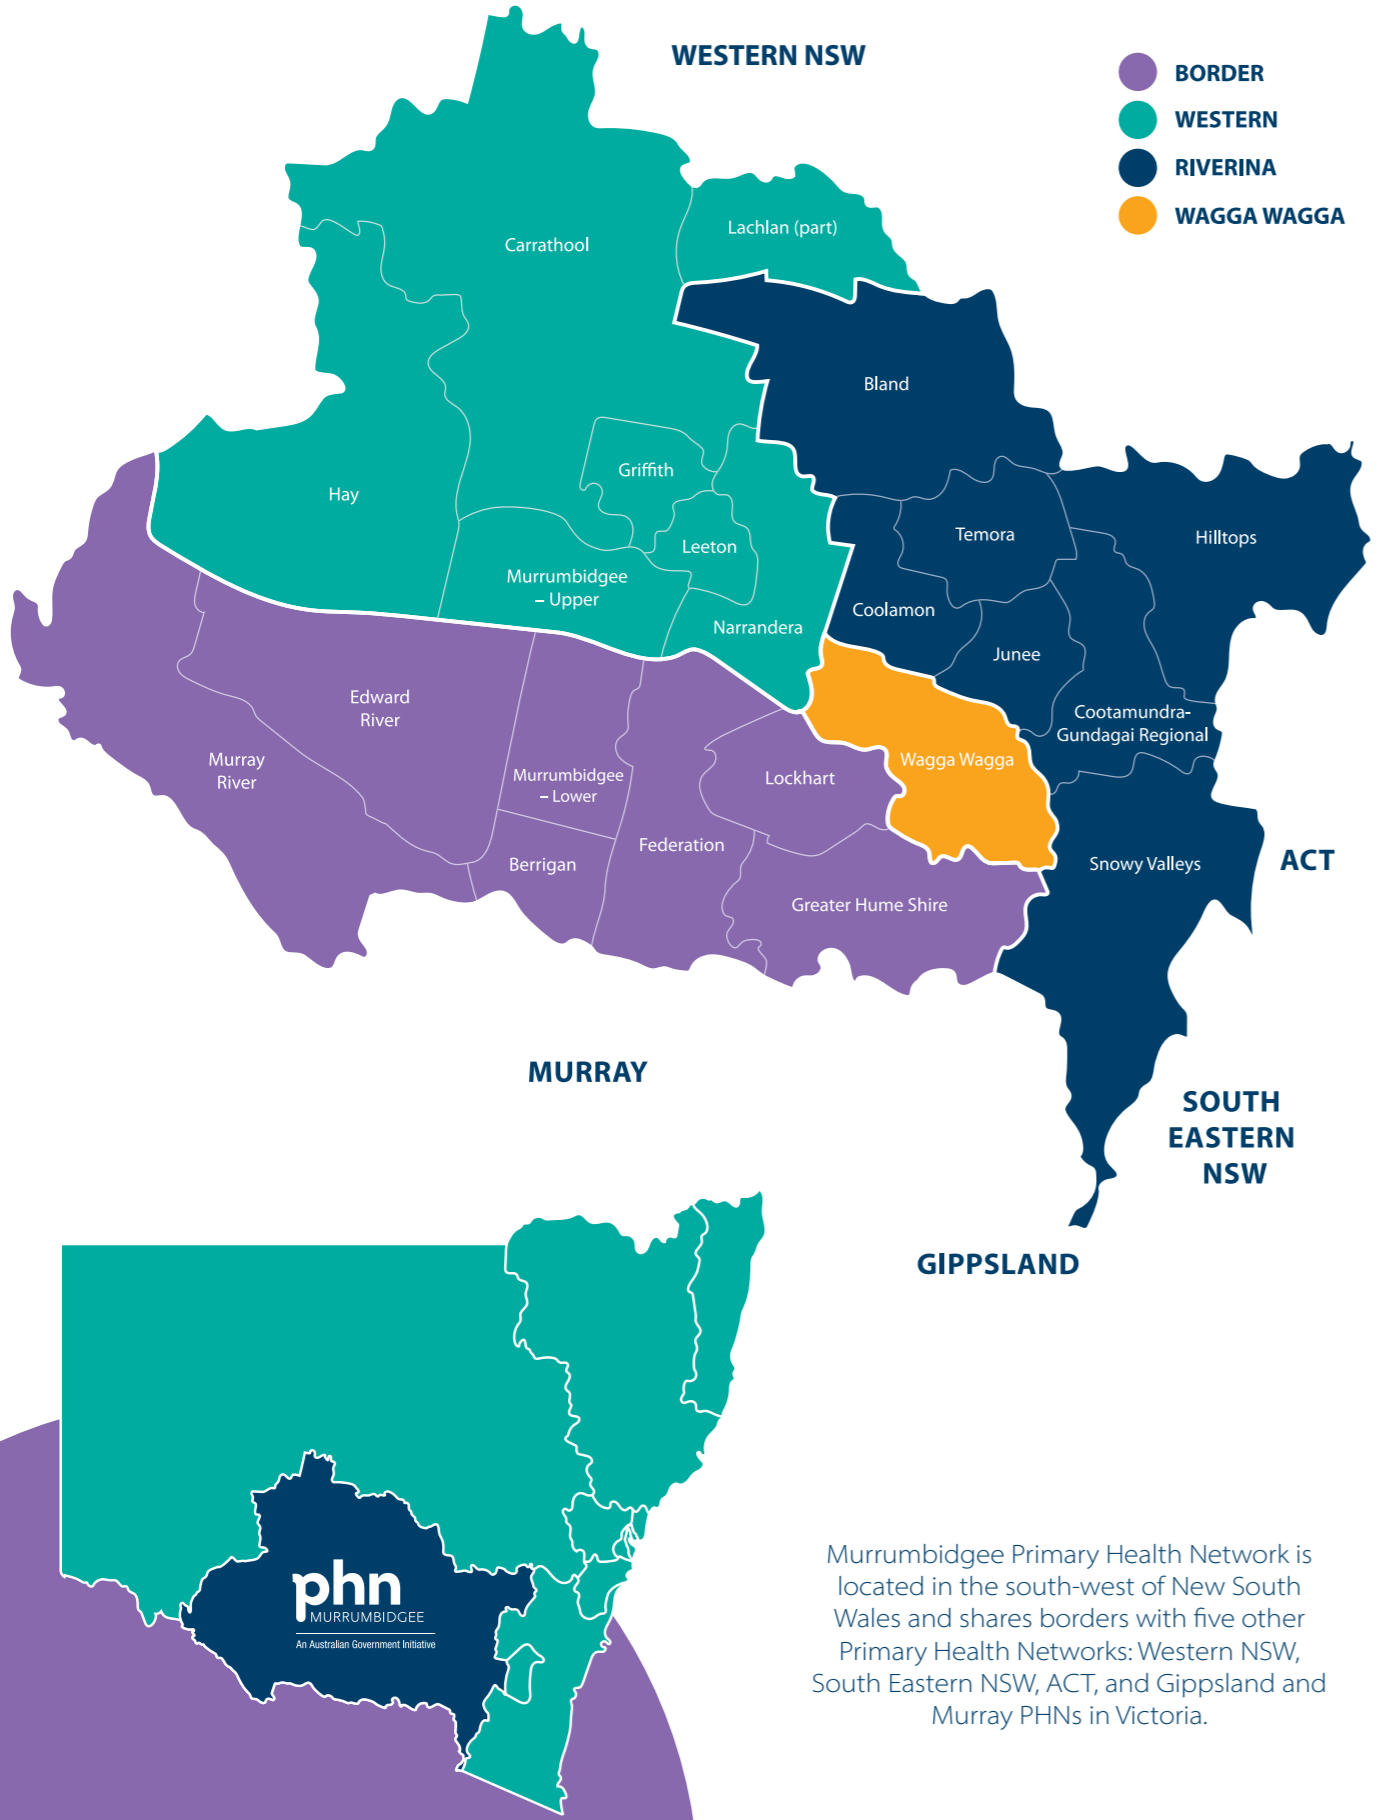 WESTERN NSW
BORDER
WESTERN
RIVERINA
WAGGA WAGGA
Carrathool
Lachlan (part)
Bland
Griffith
Hay
Leeton
Temora
Hilltops
Murrumbidgee
– Upper
Narrandera
Coolamon
Junee
Edward
River
Cootamundra-
Gundagai Regional
Murray
River
Murrumbidgee
– Lower
Lockhart
Wagga Wagga
Federation
Berrigan
Snowy Valleys
ACT
Greater Hume Shire
MURRAY
SOUTH
EASTERN
NSW
GIPPSLAND
phn
MURRUMBIDGEE
An Australian Government Initiative
Murrumbidgee Primary Health Network is
located in the south-west of New South
Wales and shares borders with five other
Primary Health Networks: Western NSW,
South Eastern NSW, ACT, and Gippsland and
Murray PHNs in Victoria.